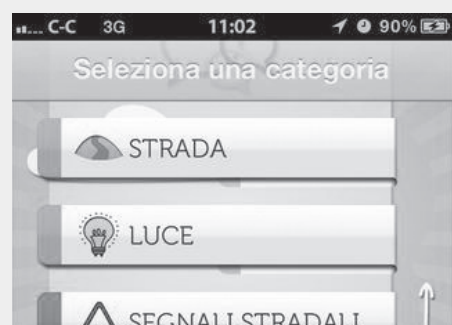 C-C 3G 11:02 90%
Seleziona una categoria
STRADA
LUCE
SEGNALI STRADALI